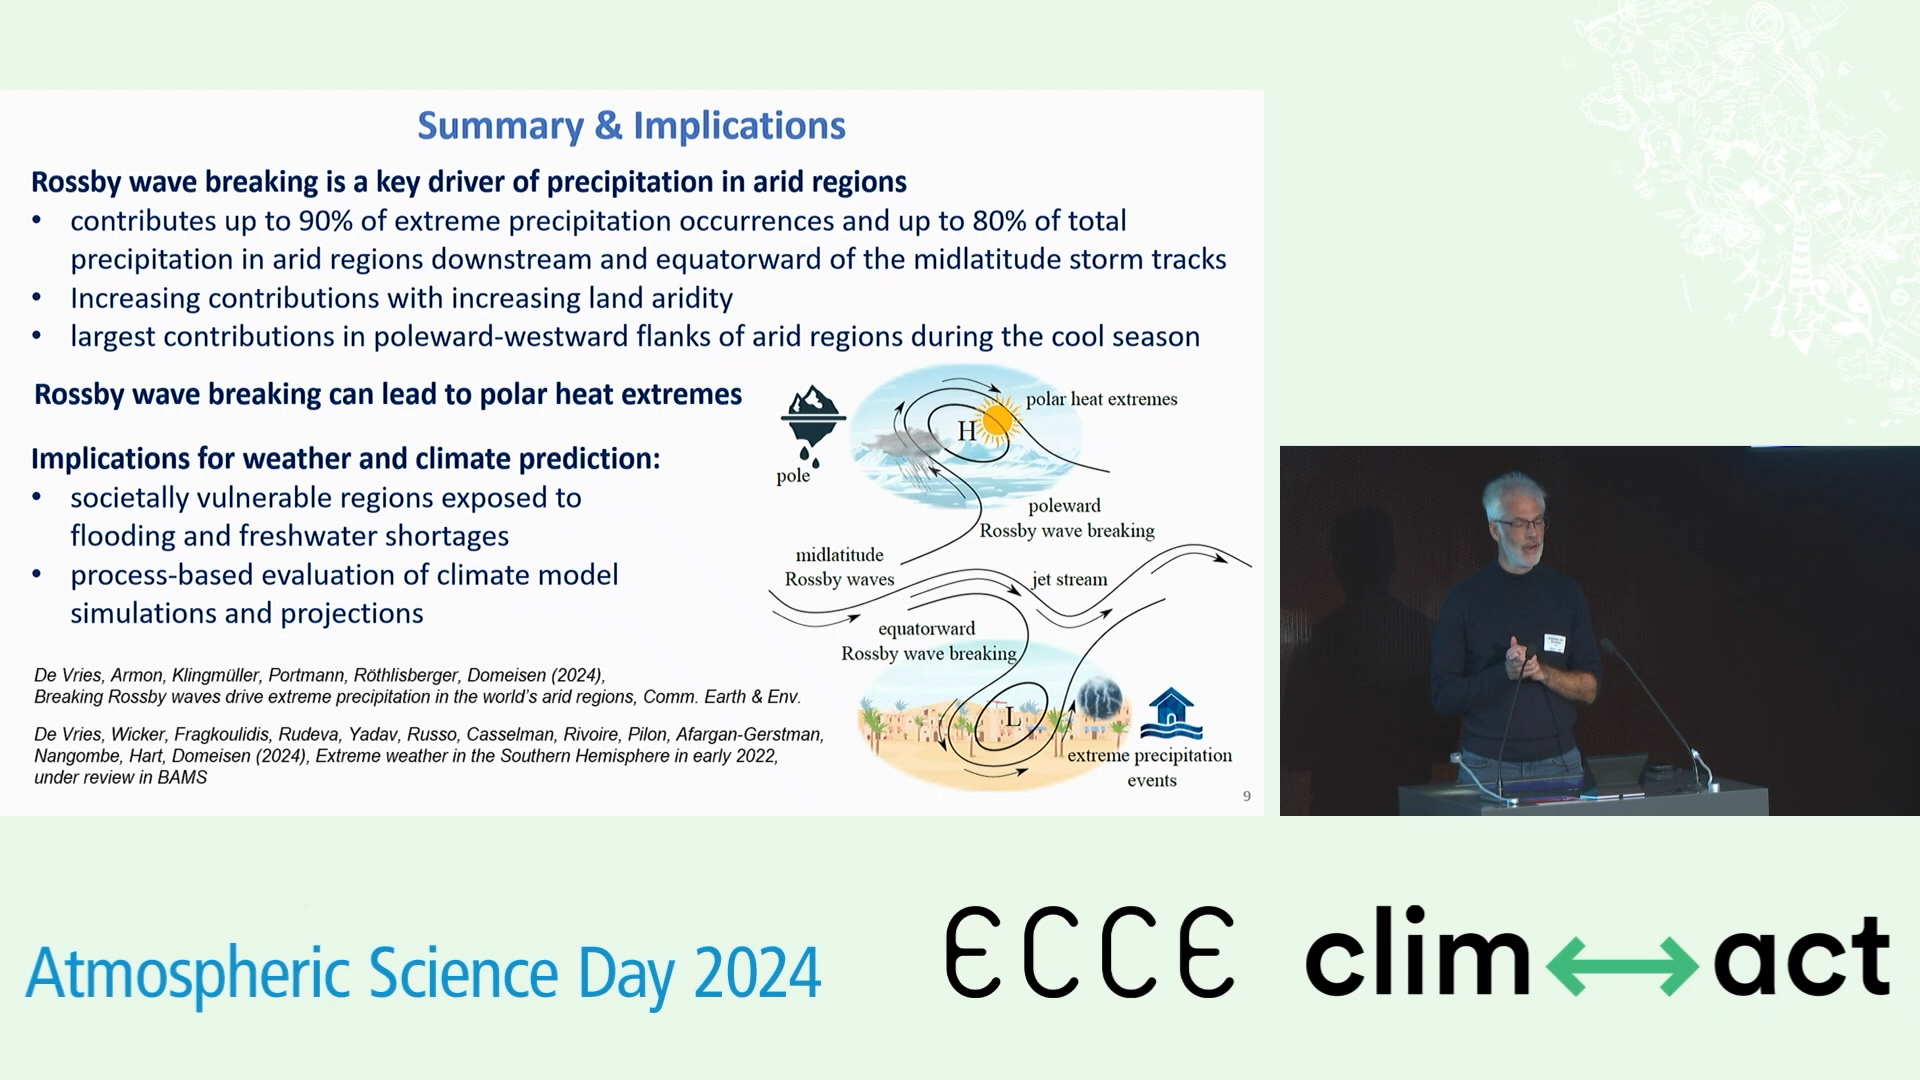 Summary & Implications
Rossby wave breaking is a key driver of precipitation in arid regions
• contributes up to 90% of extreme precipitation occurrences and up to 80% of total
precipitation in arid regions downstream and equatorward of the midlatitude storm tracks
• Increasing contributions with increasing land aridity
• largest contributions in poleward-westward flanks of arid regions during the cool season
Rossby wave breaking can lead to polar heat extremes
Implications for weather and climate prediction:
• societally vulnerable regions exposed to
flooding and freshwater shortages
• process-based evaluation of climate model
simulations and projections
De Vries, Armon, Klingmüller, Portmann, Röthlisberger, Domeisen (2024),
Breaking Rossby waves drive extreme precipitation in the world's arid regions, Comm. Earth & Env.
De Vries, Wicker, Fragkoulidis, Rudeva, Yadav, Russo, Casselman, Rivoire, Pilon, Afargan-Gerstman,
Nangombe, Hart, Domeisen (2024), Extreme weather in the Southern Hemisphere in early 2022,
under review in BAMS
polar heat extremes
H
pole
poleward
Rossby wave breaking
midlatitude
Rossby waves
jet stream
equatorward
Rossby wave breaking
L
extreme precipitation
events
9
Atmospheric Science Day 2024
ECCE
clim act